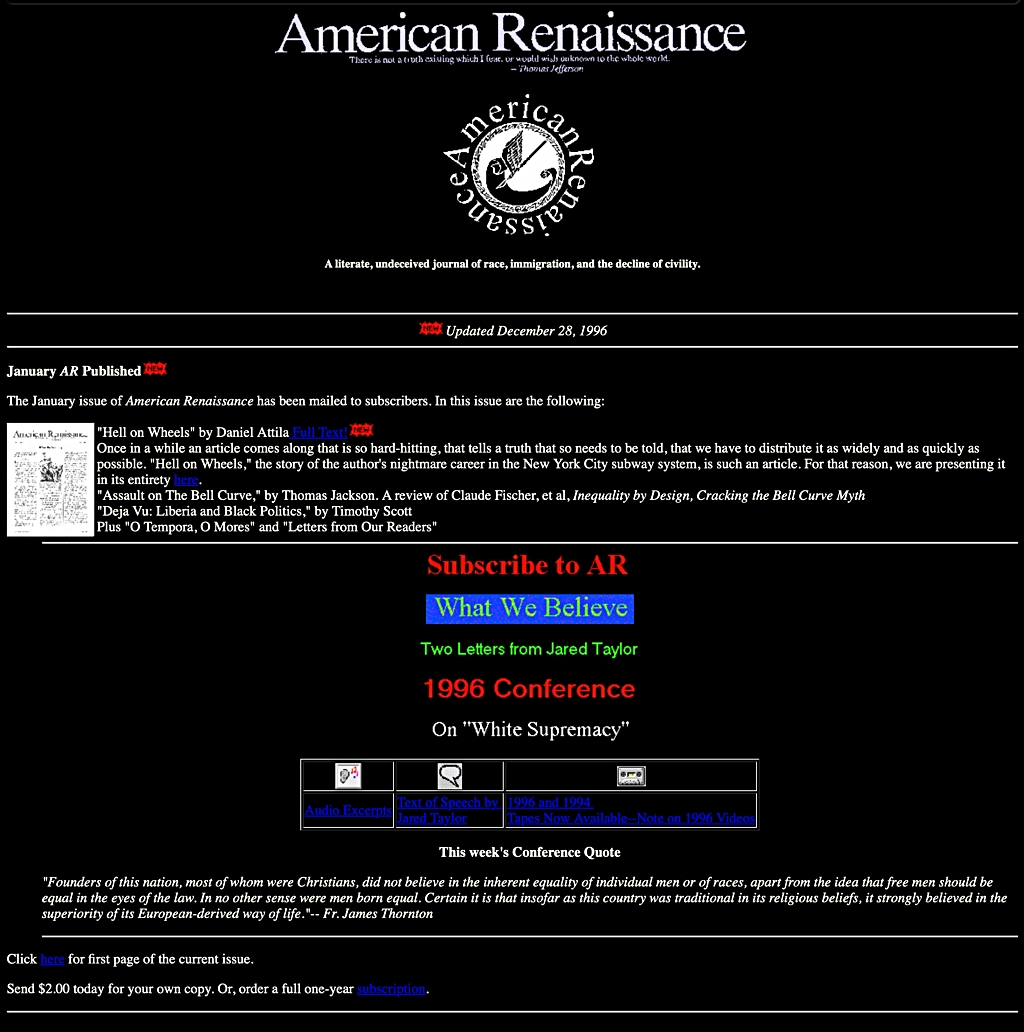 American Renaissance
There is not a truth existing which I fear, or would wish unknown to the whole world.
– Thomas Jefferson
American Renaissance
A literate, undeceived journal of race, immigration, and the decline of civility.
NEW Updated December 28, 1996
January AR Published NEW
The January issue of American Renaissance has been mailed to subscribers. In this issue are the following:
American Renaissance
"Hell on Wheels" by Daniel Attila Full Text! NEW
Once in a while an article comes along that is so hard-hitting, that tells a truth that so needs to be told, that we have to distribute it as widely and as quickly as
possible. "Hell on Wheels," the story of the author's nightmare career in the New York City subway system, is such an article. For that reason, we are presenting it
in its entirety here.
"Assault on The Bell Curve," by Thomas Jackson. A review of Claude Fischer, et al, Inequality by Design, Cracking the Bell Curve Myth
"Deja Vu: Liberia and Black Politics," by Timothy Scott
Plus "O Tempora, O Mores" and "Letters from Our Readers"
Subscribe to AR
What We Believe
Two Letters from Jared Taylor
1996 Conference
On "White Supremacy"
Audio Excerpts
Text of Speech by
Jared Taylor
1996 and 1994
Tapes Now Available--Note on 1996 Videos
This week's Conference Quote
"Founders of this nation, most of whom were Christians, did not believe in the inherent equality of individual men or of races, apart from the idea that free men should be
equal in the eyes of the law. In no other sense were men born equal. Certain it is that insofar as this country was traditional in its religious beliefs, it strongly believed in the
superiority of its European-derived way of life."-- Fr. James Thornton
Click here for first page of the current issue.
Send $2.00 today for your own copy. Or, order a full one-year subscription.